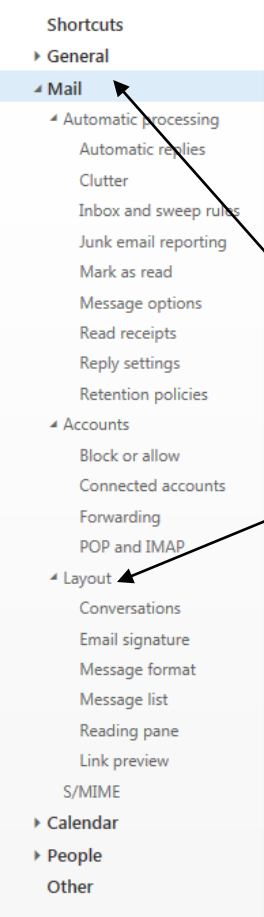 Shortcuts
General
Mail
Automatic processing
Automatic replies
Clutter
Inbox and sweep rules
Junk email reporting
Mark as read
Message options
Read receipts
Reply settings
Retention policies
Accounts
Block or allow
Connected accounts
Forwarding
POP and IMAP
Layout
Conversations
Email signature
Message format
Message list
Reading pane
Link preview
S/MIME
Calendar
People
Other